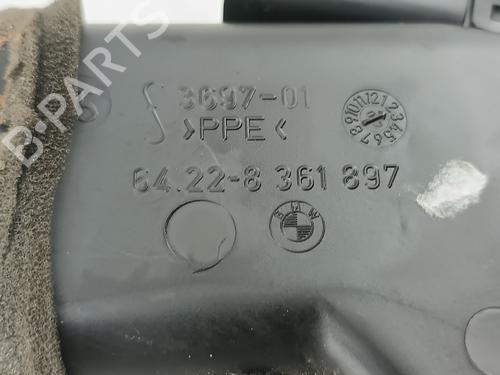 B-PARTS
3697-01
>PPE<
64.22-8 361 897
BMW